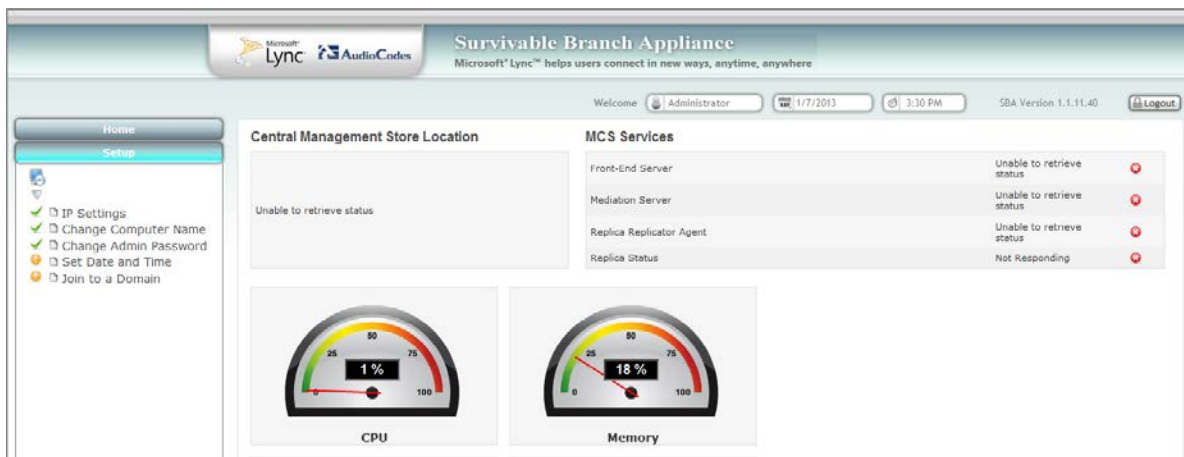 Microsoft
Lync AudioCodes
Survivable Branch Appliance
Microsoft® Lync™ helps users connect in new ways, anytime, anywhere
Welcome Administrator 1/7/2013 3:30 PM SBA Version 1.1.11.40 Logout
Home
Setup
IP Settings
Change Computer Name
Change Admin Password
Set Date and Time
Join to a Domain
Central Management Store Location
Unable to retrieve status
MCS Services
Front-End Server Unable to retrieve status
Mediation Server Unable to retrieve status
Replica Replicator Agent Unable to retrieve status
Replica Status Not Responding
0 25 50 75 100
1 %
CPU
0 25 50 75 100
18 %
Memory